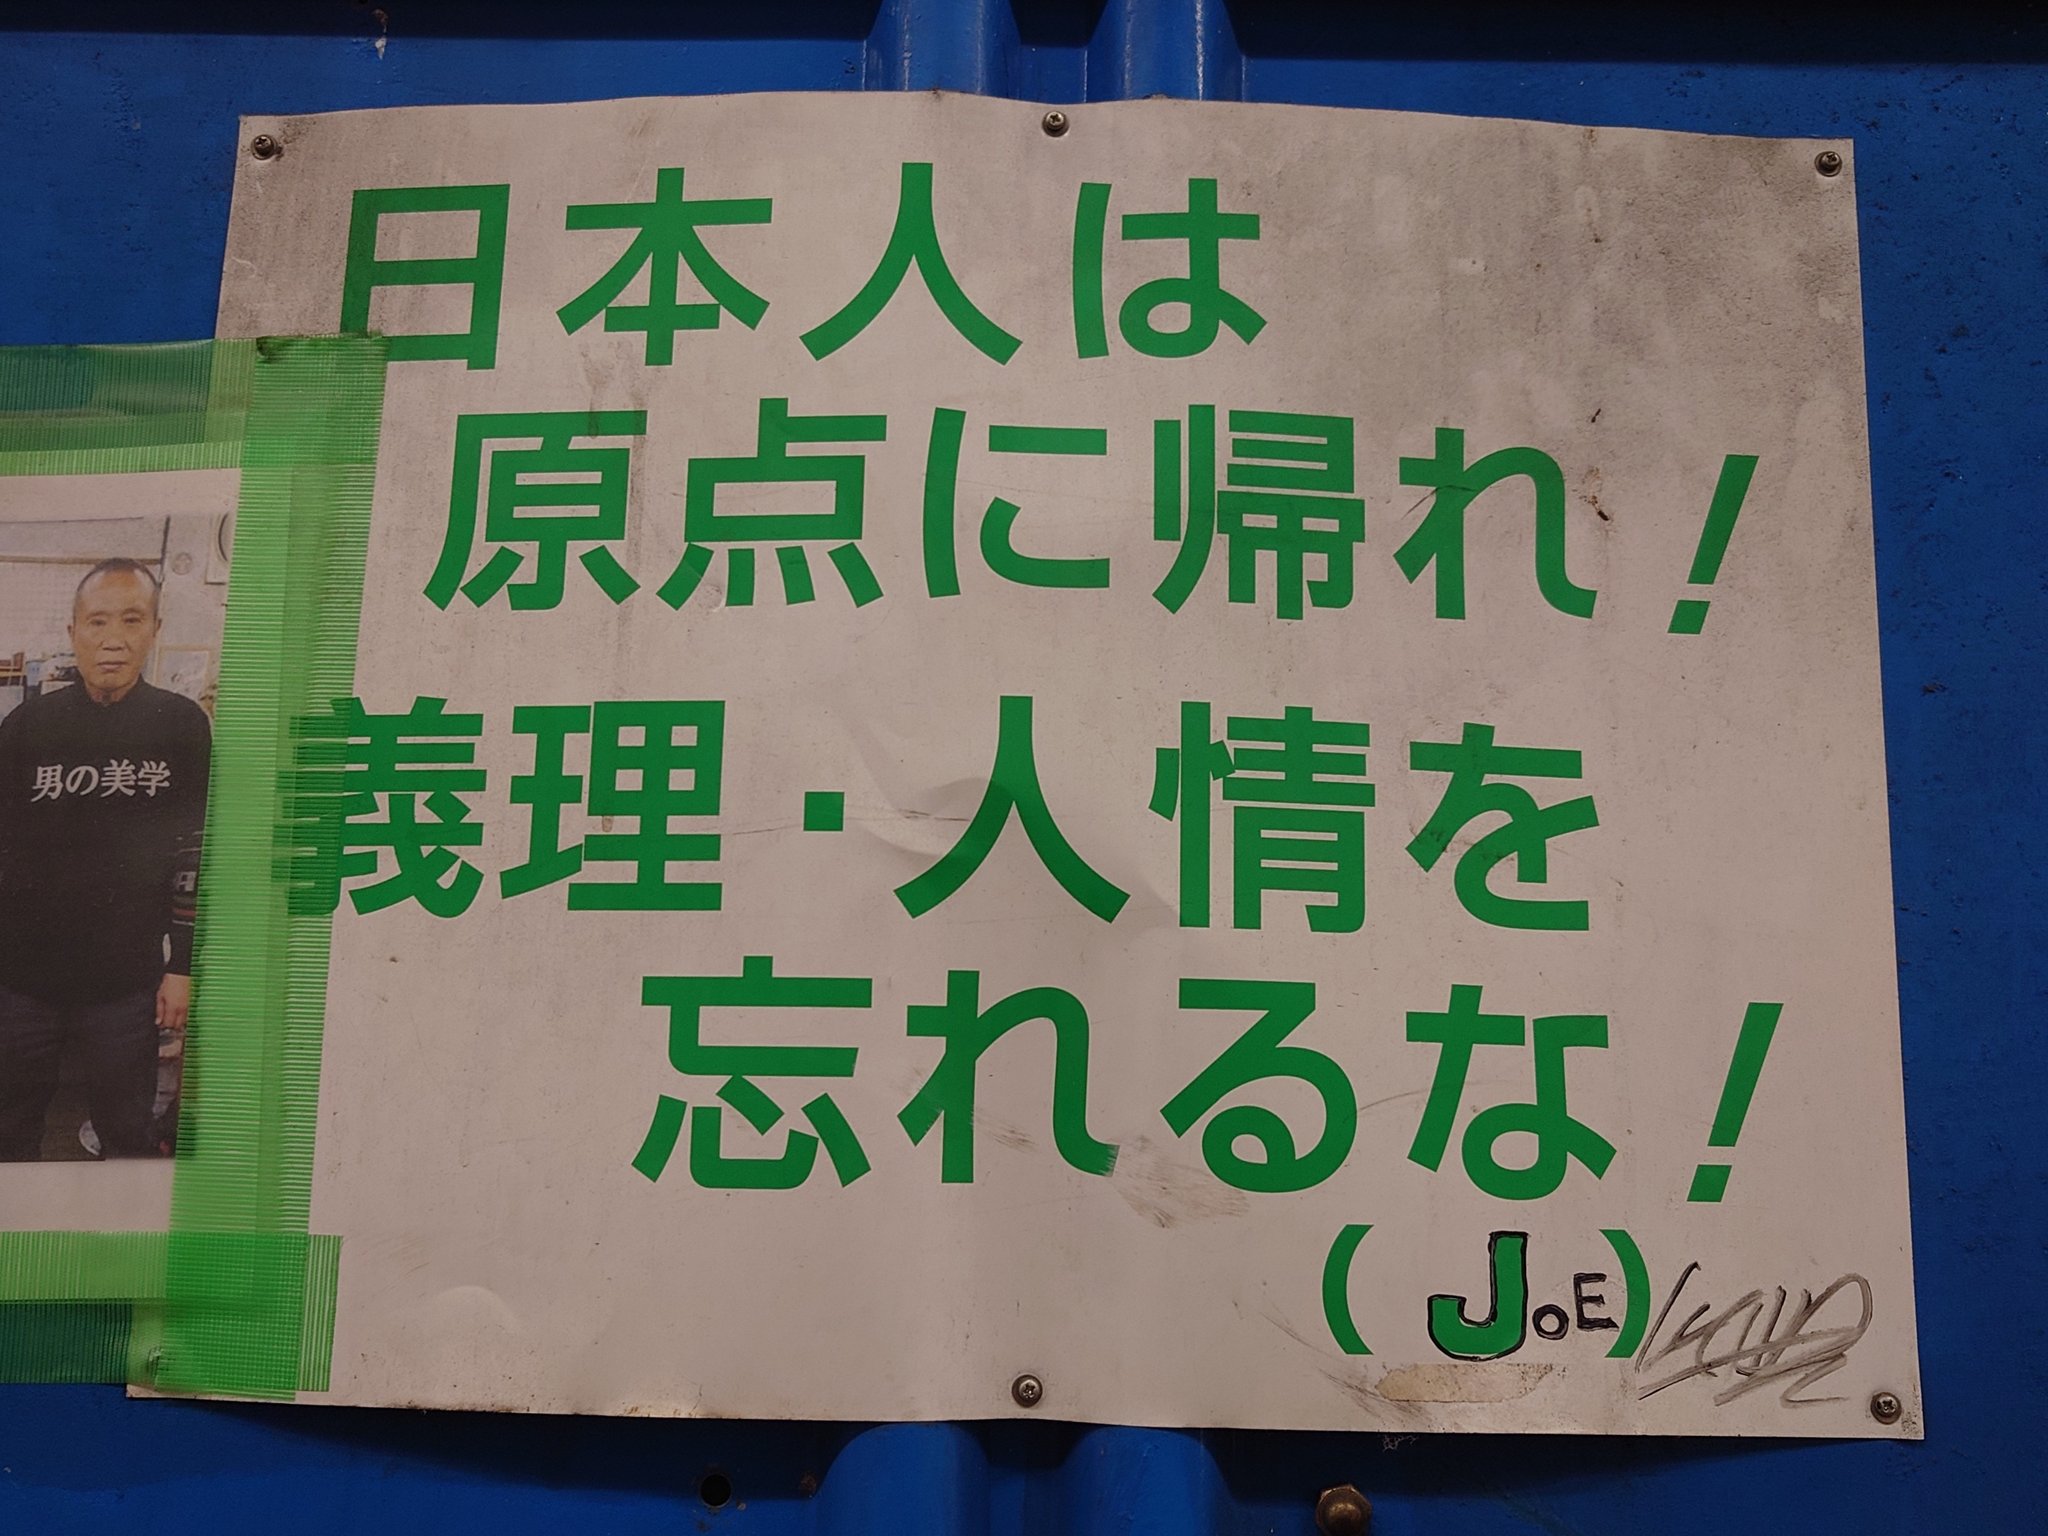 日本人は
原点に帰れ!
義理・人情を
忘れるな!
(JOE)
男の美学